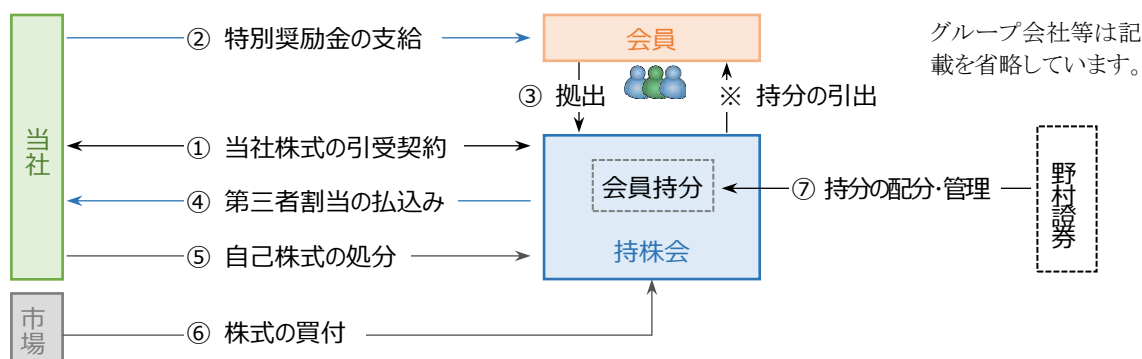 ② 特別奨励金の支給
会員
グループ会社等は記
載を省略しています。
③ 拠出
※ 持分の引出
当社
① 当社株式の引受契約
会員持分
⑦ 持分の配分・管理
野村證券
④ 第三者割当の払込み
⑤ 自己株式の処分
持株会
市場
⑥ 株式の買付